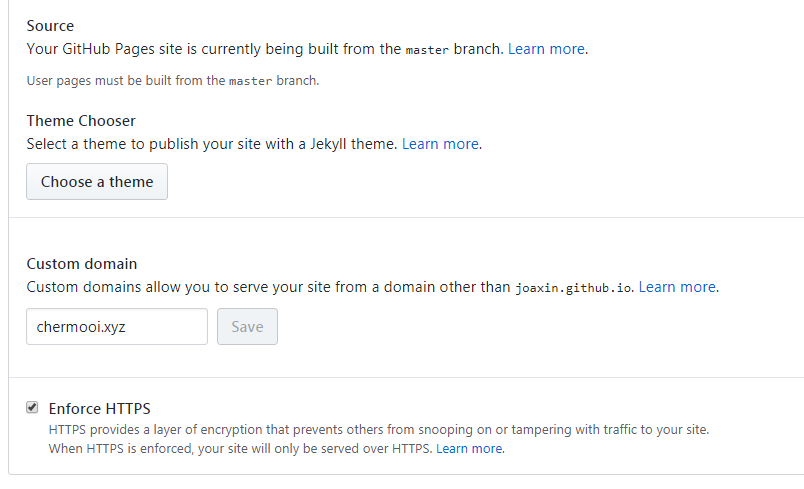 Source
Your GitHub Pages site is currently being built from the master branch. Learn more.
User pages must be built from the master branch.
Theme Chooser
Select a theme to publish your site with a Jekyll theme. Learn more.
Choose a theme
Custom domain
Custom domains allow you to serve your site from a domain other than joaxin.github.io. Learn more.
chermooi.xyz Save
Enforce HTTPS
HTTPS provides a layer of encryption that prevents others from snooping on or tampering with traffic to your site.
When HTTPS is enforced, your site will only be served over HTTPS. Learn more.